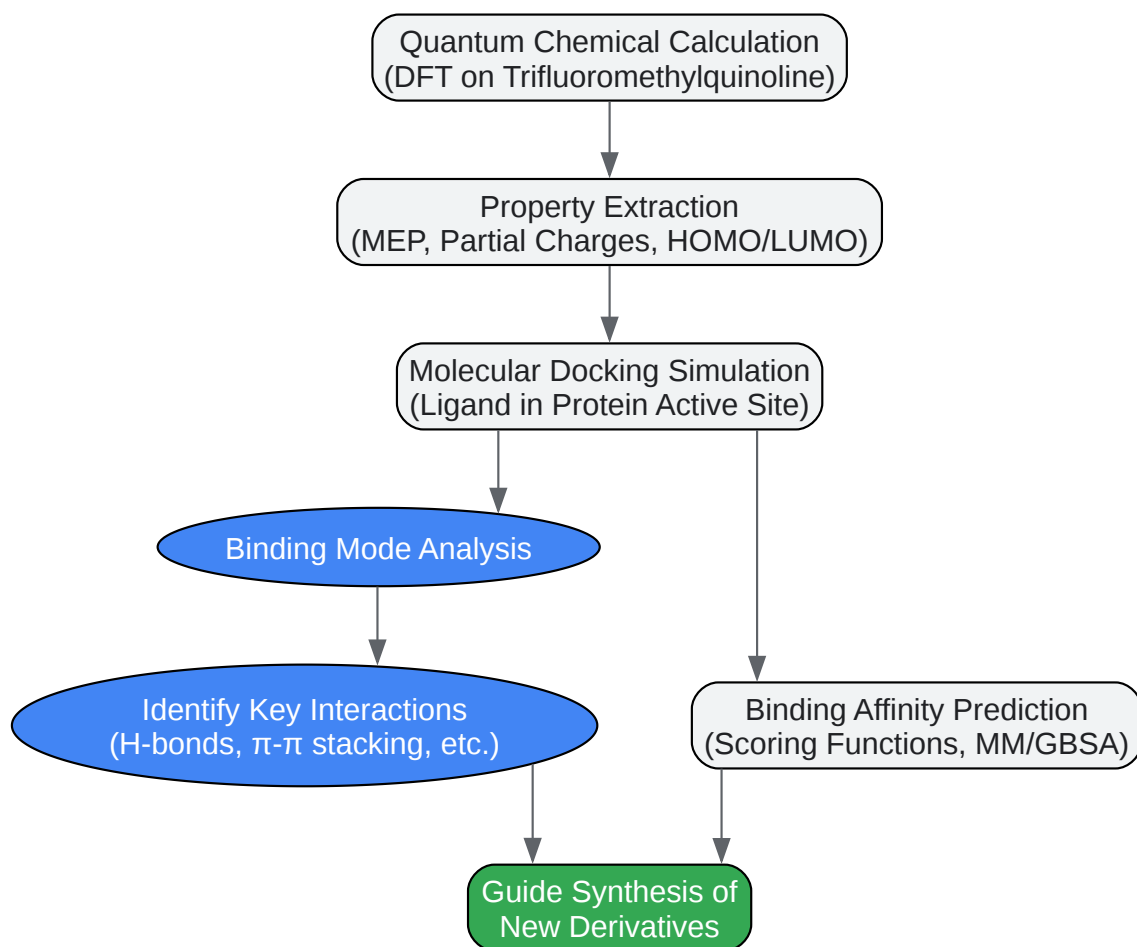 Quantum Chemical Calculation
(DFT on Trifluoromethylquinoline)
Property Extraction
(MEP, Partial Charges, HOMO/LUMO)
Molecular Docking Simulation
(Ligand in Protein Active Site)
Binding Mode Analysis
Identify Key Interactions
(H-bonds, π-π stacking, etc.)
Binding Affinity Prediction
(Scoring Functions, MM/GBSA)
Guide Synthesis of
New Derivatives